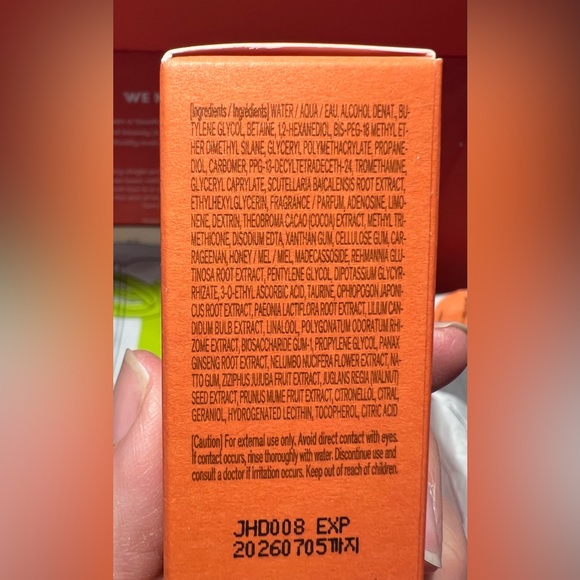 WE
[Ingredients / Ingrédients] WATER / AQUA / EAU, ALCOHOL DENAT., BU-
TYLENE GLYCOL, BETAINE, 1,2-HEXANEDIOL, BIS-PEG-18 METHYL ET-
HER DIMETHYL SILANE, GLYCERYL POLYMETHACRYLATE, PROPANE-
DIOL, CARBOMER, PPG-13-DECYLTETRADECETH-24, TROMETHAMINE,
GLYCERYL CAPRYLATE, SCUTELLARIA BAICALENSIS ROOT EXTRACT,
ETHYLHEXYLGLYCERIN, FRAGRANCE / PARFUM, ADENOSINE, LIMO-
NENE, DEXTRIN, THEOBROMA CACAO (COCOA) EXTRACT, METHYL TRI-
METHICONE, DISODIUM EDTA, XANTHAN GUM, CELLULOSE GUM, CAR-
RAGEENAN, HONEY / MEL / MIEL, MADECASSOSIDE, REHMANNIA GLU-
TINOSA ROOT EXTRACT, PENTYLENE GLYCOL, DIPOTASSIUM GLYCYR-
RHIZATE, 3-O-ETHYL ASCORBIC ACID, TAURINE, OPHIOPOGON JAPONI-
CUS ROOT EXTRACT, PAEONIA LACTIFLORA ROOT EXTRACT, LILIUM CAN-
DIDUM BULB EXTRACT, LINALOOL, POLYGONATUM ODORATUM RHI-
ZOME EXTRACT, BIOSACCHARIDE GUM-1, PROPYLENE GLYCOL, PANAX
GINSENG ROOT EXTRACT, NELUMBO NUCIFERA FLOWER EXTRACT, NA-
TTO GUM, ZIZIPHUS JUJUBA FRUIT EXTRACT, JUGLANS REGIA (WALNUT)
SEED EXTRACT, PRUNUS MUME FRUIT EXTRACT, CITRONELLOL, CITRAL,
GERANIOL, HYDROGENATED LECITHIN, TOCOPHEROL, CITRIC ACID
[Caution] For external use only. Avoid direct contact with eyes.
If contact occurs, rinse thoroughly with water. Discontinue use and
consult a doctor if irritation occurs. Keep out of reach of children.
JHD008 EXP
20260705까지